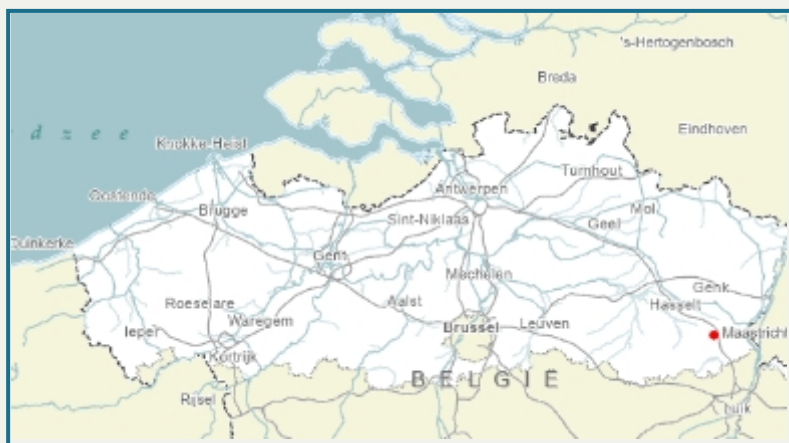 's-Hertogenbosch
Breda
Eindhoven
d z e e
Knokke-Heist
Turnhout
Antwerpen
Oostende
Brugge
Mol
Sint-Niklaas
Geel
Duinkerke
Gent
Mechelen
Genk
Roeselare
Aalst
Hasselt
Waregem
Ieper
Brussel
Leuven
Maastricht
Kortrijk
BELGIË
Rijsel
Luik